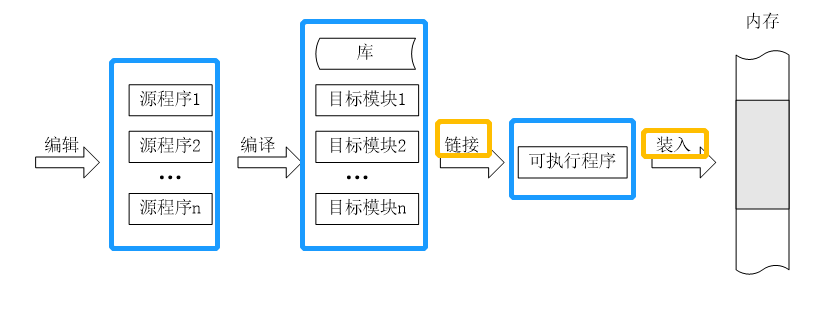 编辑
源程序1
源程序2
...
源程序n
编译
库
目标模块1
目标模块2
...
目标模块n
链接
可执行程序
装入
内存